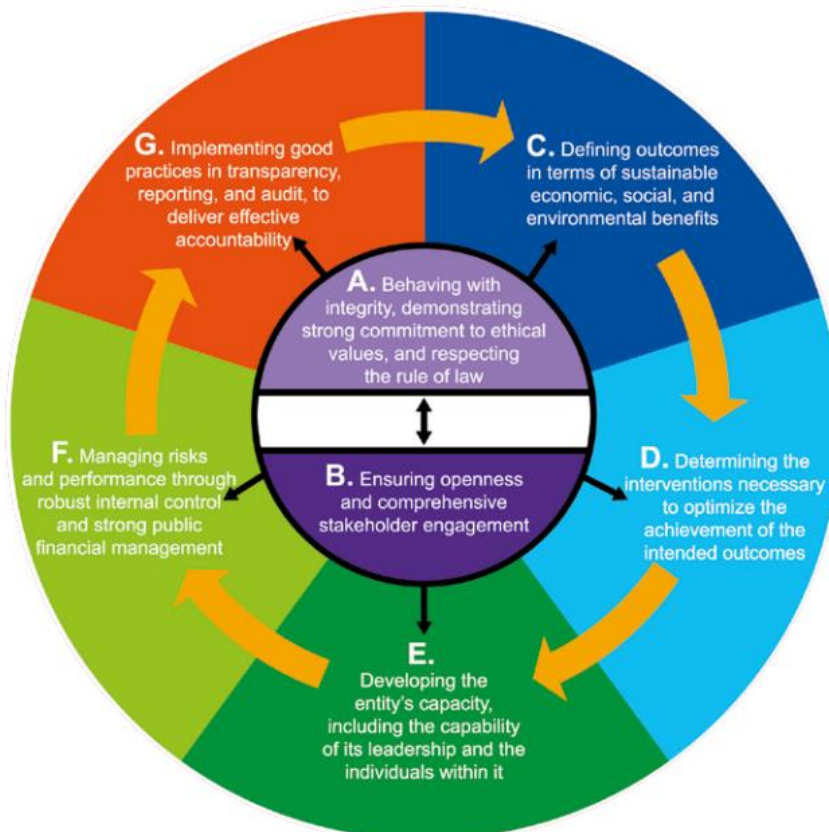 A. Behaving with
integrity, demonstrating
strong commitment to ethical
values, and respecting
the rule of law
B. Ensuring openness
and comprehensive
stakeholder engagement
C. Defining outcomes
in terms of sustainable
economic, social, and
environmental benefits
D. Determining the
interventions necessary
to optimize the
achievement of the
intended outcomes
E.
Developing the
entity's capacity,
including the capability
of its leadership and the
individuals within it
F. Managing risks
and performance through
robust internal control
and strong public
financial management
G. Implementing good
practices in transparency,
reporting, and audit, to
deliver effective
accountability